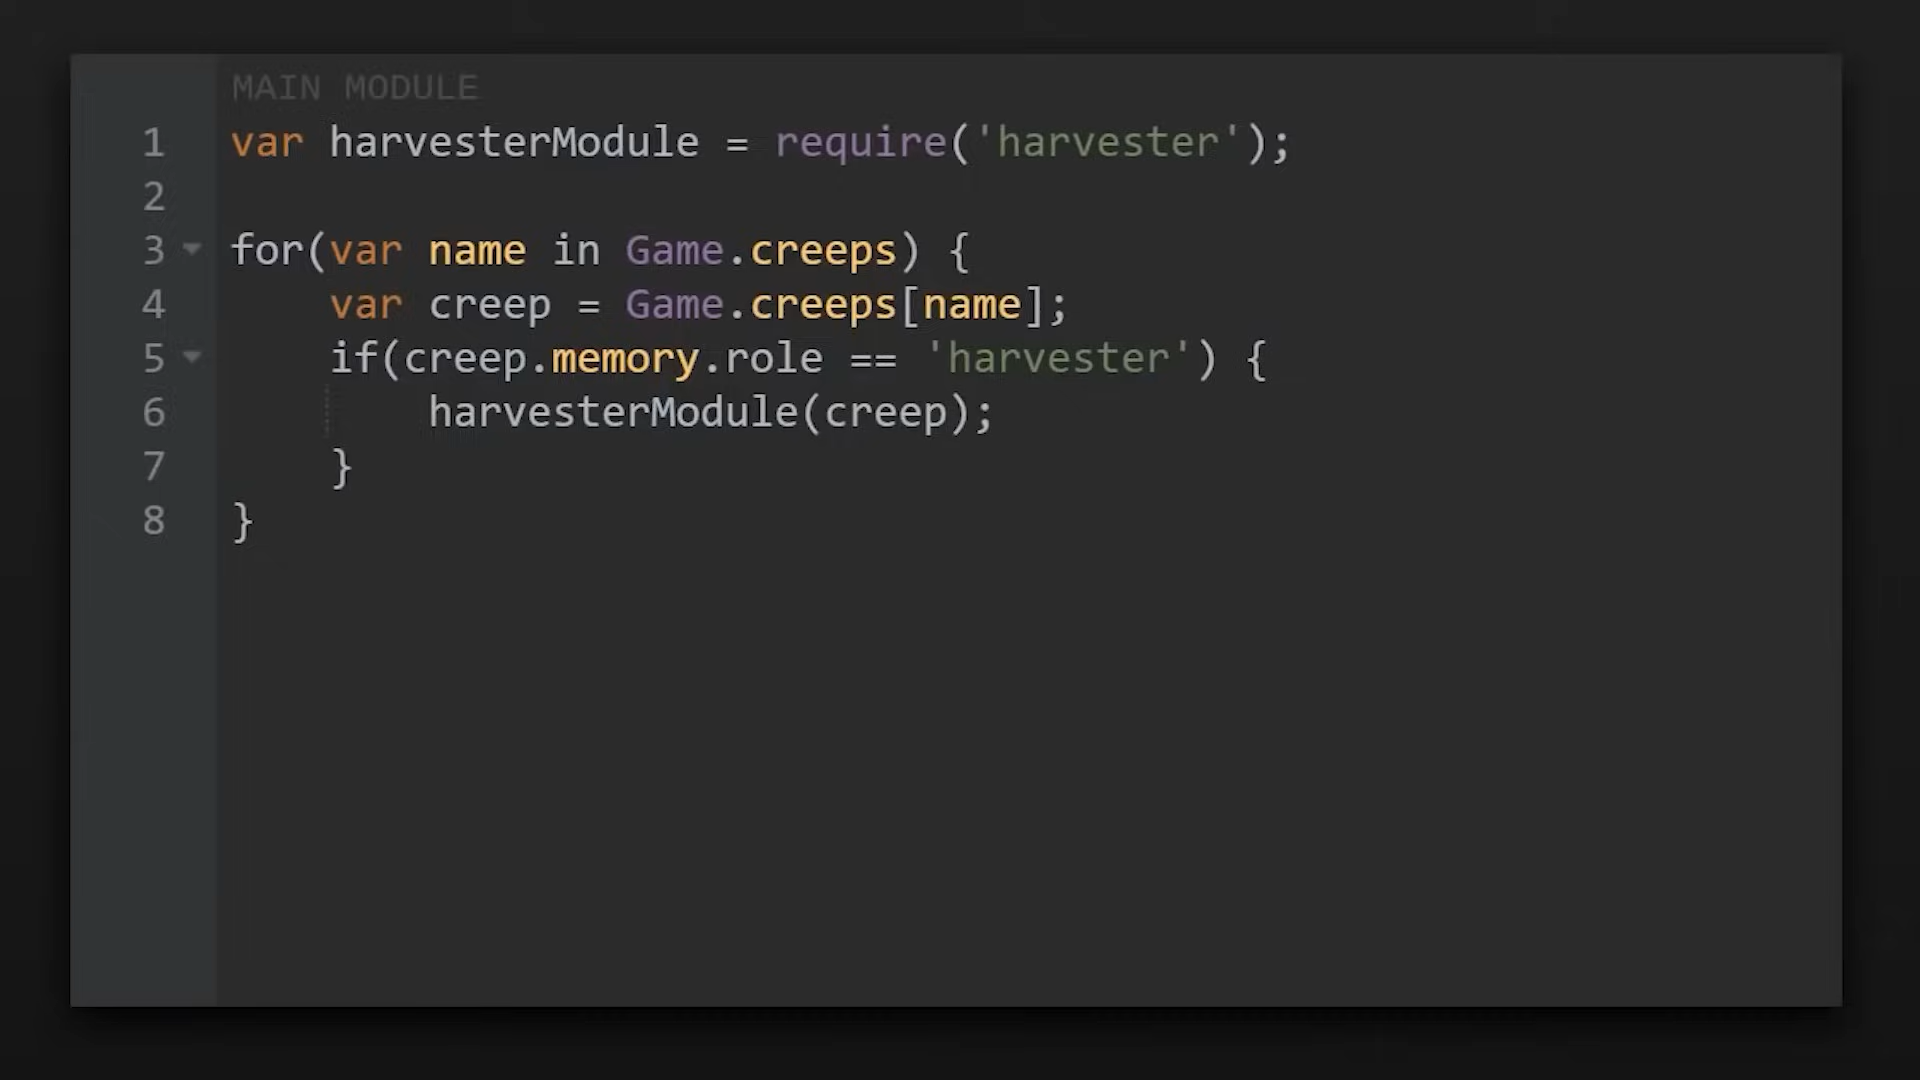 MAIN MODULE
1 var harvesterModule = require('harvester');
2
3 for(var name in Game.creeps) {
4     var creep = Game.creeps[name];
5     if(creep.memory.role == 'harvester') {
6         harvesterModule(creep);
7     }
8 }